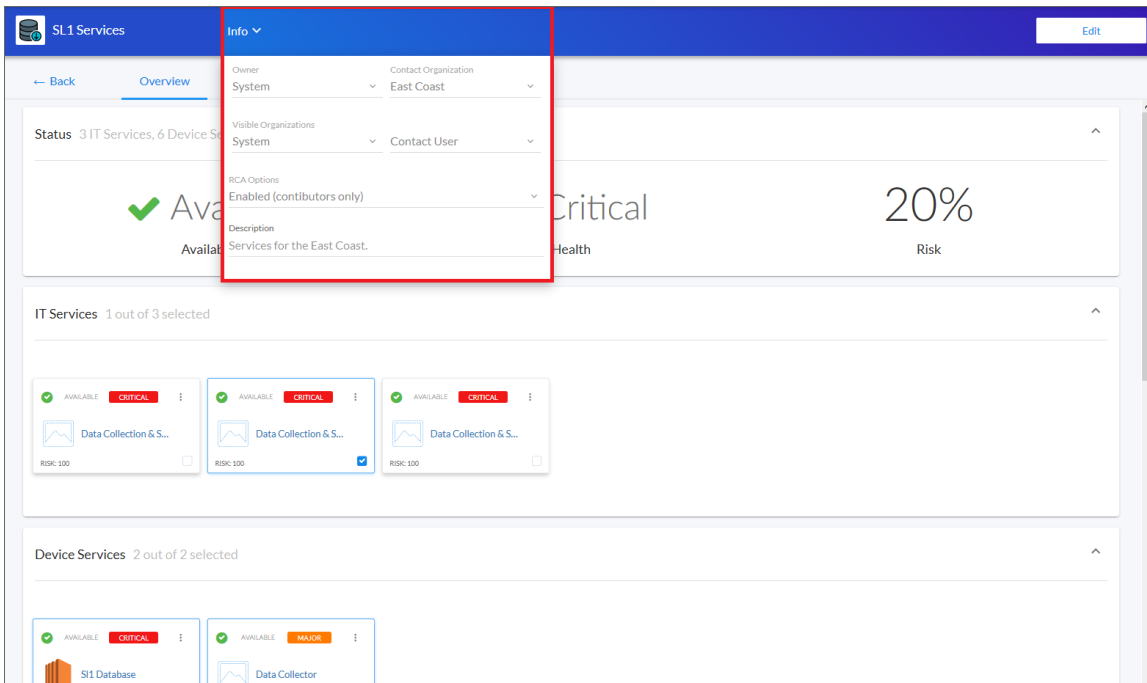 SL1 Services
Info
Edit
← Back
Overview
Owner
System
Contact Organization
East Coast
Visible Organizations
System
Contact User
RCA Options
Enabled (contibutors only)
Description
Services for the East Coast.
Status 3 IT Services, 6 Device Se
Ava
Availab
Critical
Health
20%
Risk
IT Services 1 out of 3 selected
AVAILABLE CRITICAL
Data Collection & S...
RISK: 100
AVAILABLE CRITICAL
Data Collection & S...
RISK: 100
AVAILABLE CRITICAL
Data Collection & S...
RISK: 100
Device Services 2 out of 2 selected
AVAILABLE CRITICAL
Sl1 Database
AVAILABLE MAJOR
Data Collector